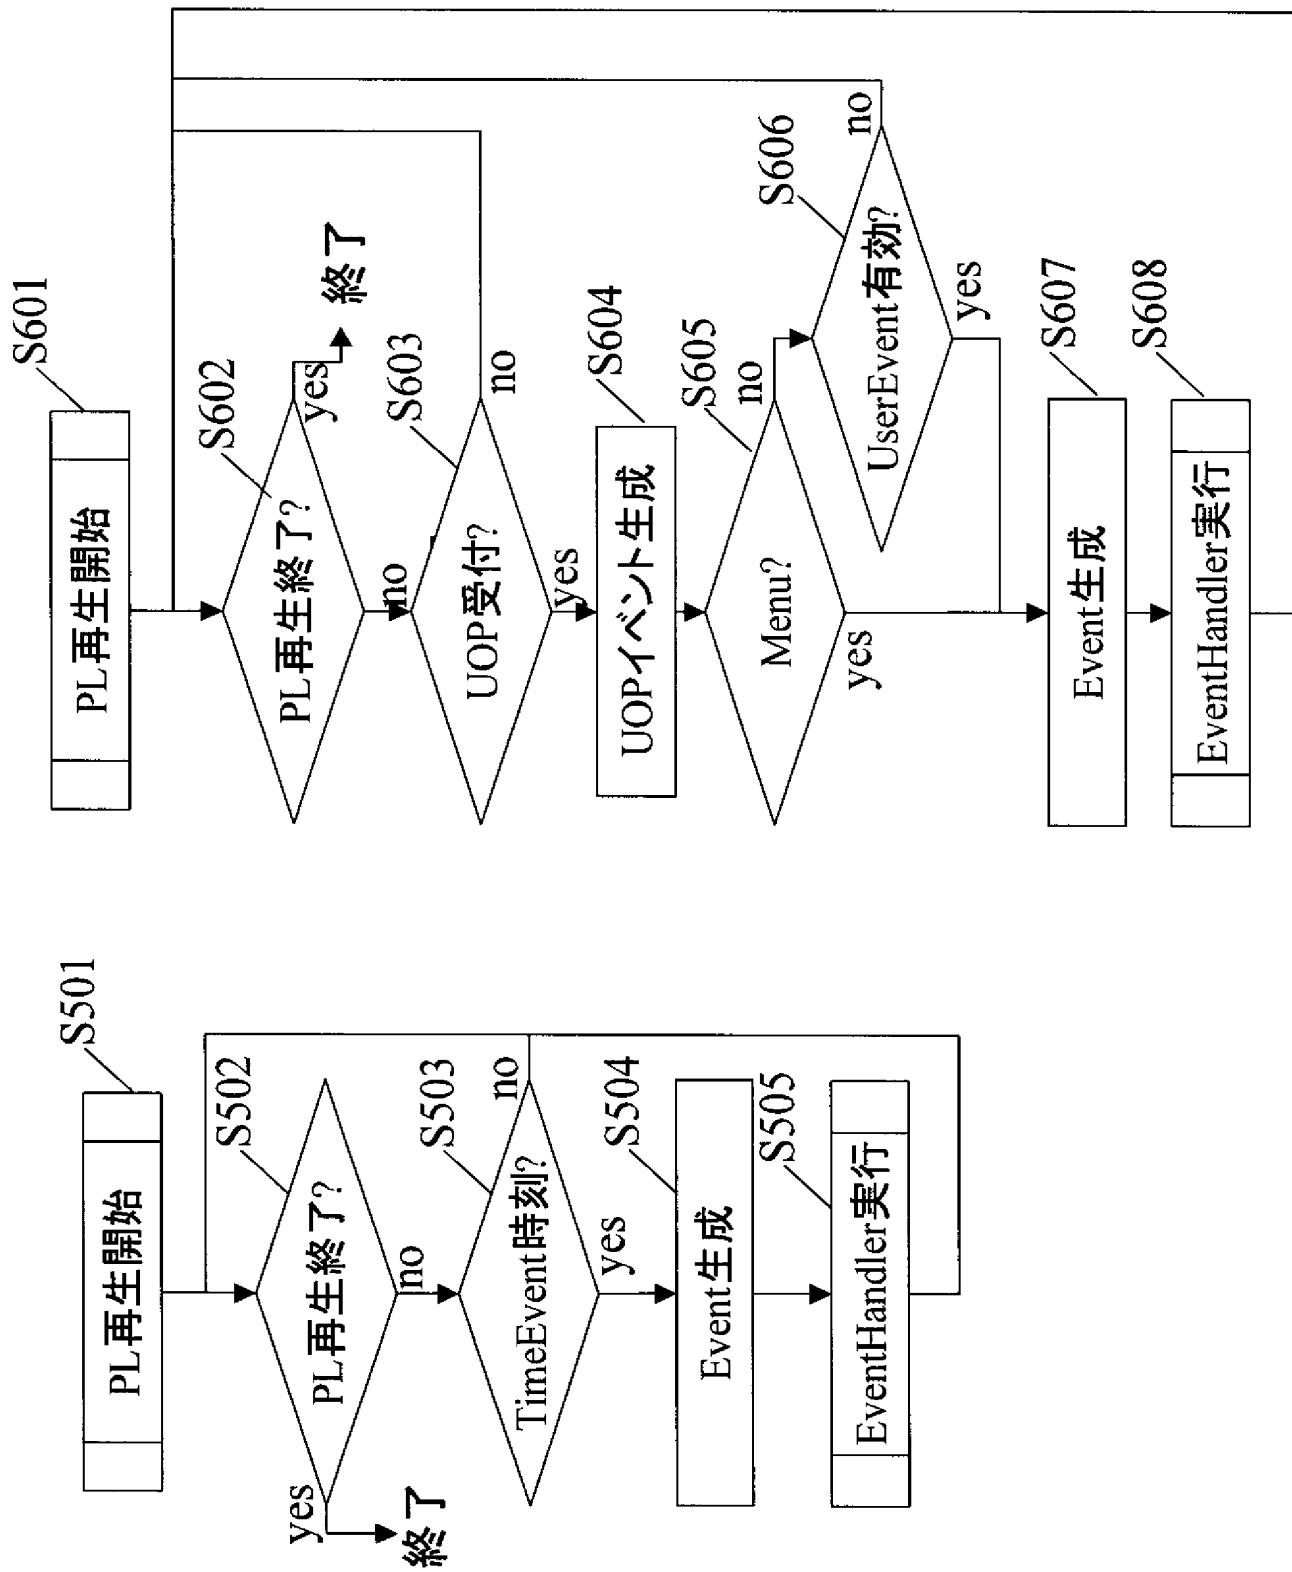 S501
PL再生開始
S502
PL再生終了?
yes
終了
no
S503
TimeEvent時刻?
no
yes
S504
Event生成
S505
EventHandler実行
S601
PL再生開始
S602
PL再生終了?
yes
終了
no
S603
UOP受付?
no
yes
S604
UOPイベント生成
S605
Menu?
no
yes
S606
UserEvent有効?
no
yes
S607
Event生成
S608
EventHandler実行